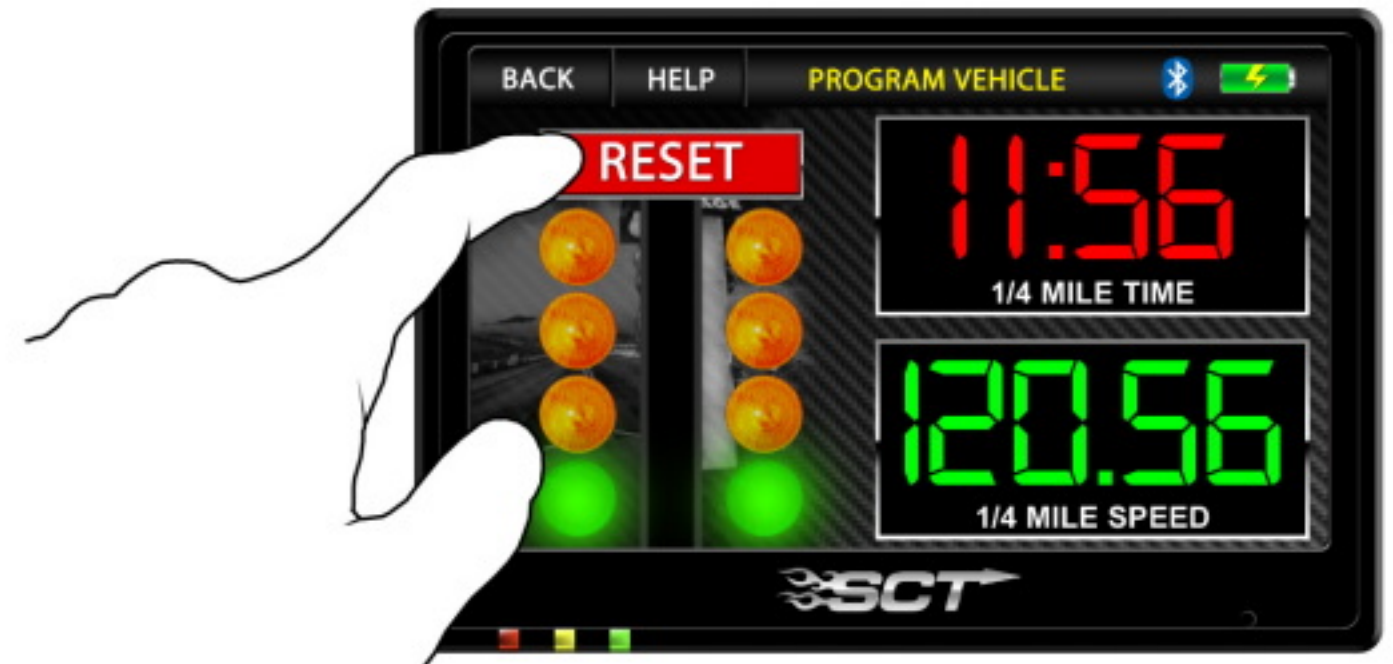 BACK HELP PROGRAM VEHICLE
RESET
11:56
1/4 MILE TIME
120.56
1/4 MILE SPEED
SCT